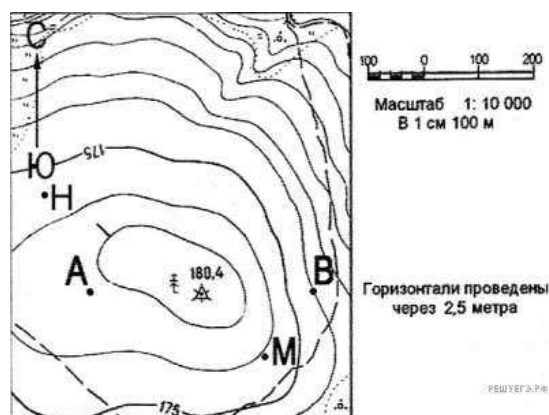 С
Ю
175
Н
А
180,4
В
М
175
100 0 100 200
Масштаб 1: 10 000
В 1 см 100 м
Горизонтали проведены
через 2,5 метра
РЕШУЕГЭ.РФ